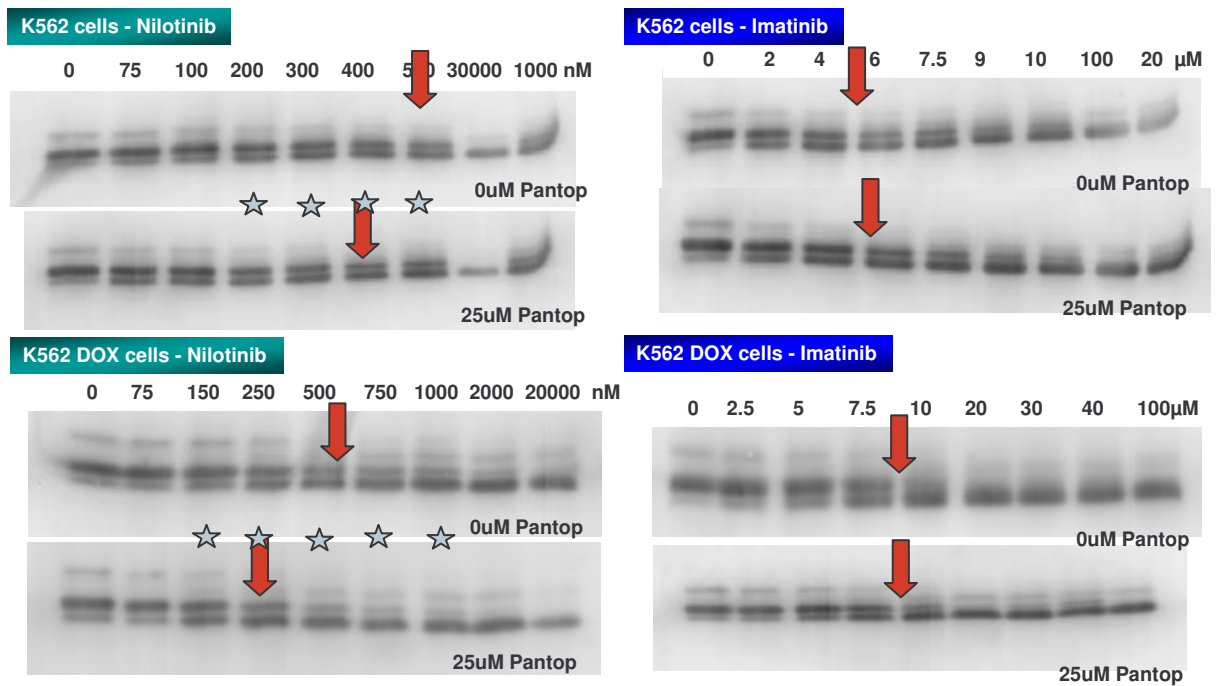 K562 cells - Nilotinib
0 75 100 200 300 400 30000 1000 nM
0uM Pantop
25uM Pantop
K562 cells - Imatinib
0 2 4 6 7.5 9 10 100 20 µM
0uM Pantop
25uM Pantop
K562 DOX cells - Nilotinib
0 75 150 250 500 750 1000 2000 20000 nM
0uM Pantop
25uM Pantop
K562 DOX cells - Imatinib
0 2.5 5 7.5 10 20 30 40 100µM
0uM Pantop
25uM Pantop